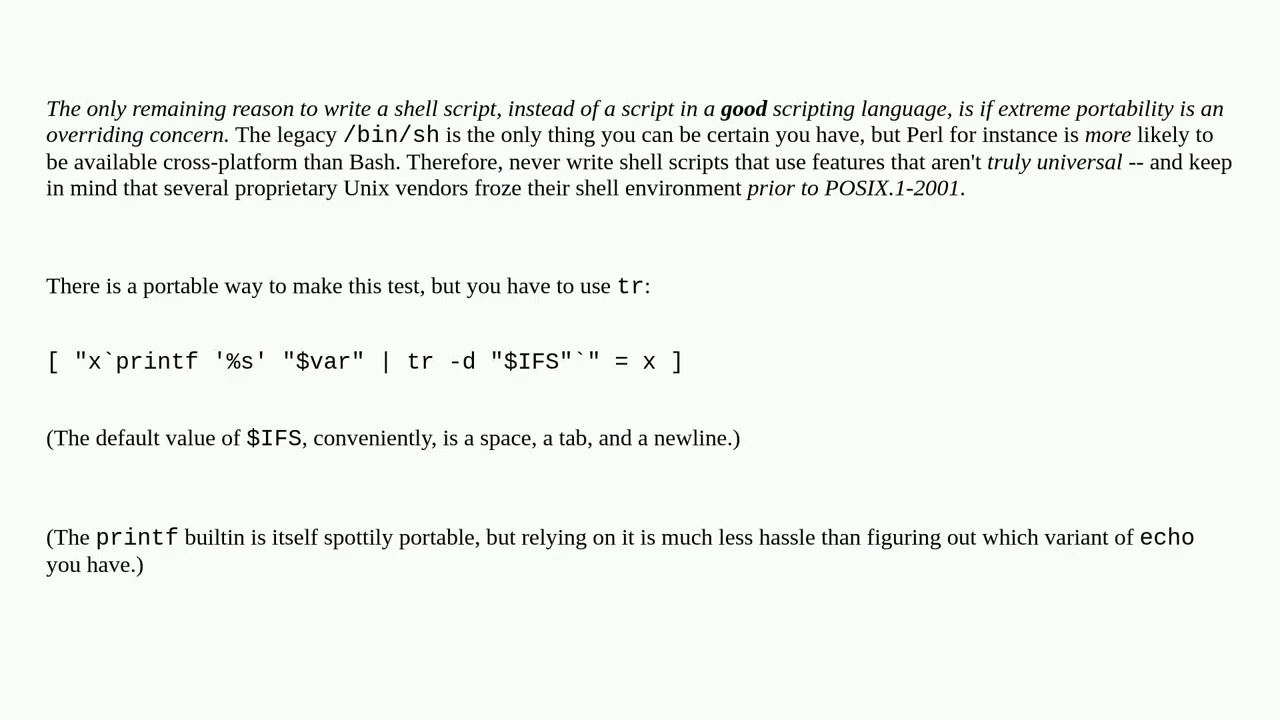 The only remaining reason to write a shell script, instead of a script in a good scripting language, is if extreme portability is an
overriding concern. The legacy /bin/sh is the only thing you can be certain you have, but Perl for instance is more likely to
be available cross-platform than Bash. Therefore, never write shell scripts that use features that aren't truly universal -- and keep
in mind that several proprietary Unix vendors froze their shell environment prior to POSIX.1-2001.
There is a portable way to make this test, but you have to use tr:
[ "x`printf '%s' "$var" | tr -d "$IFS"`" = x ]
(The default value of $IFS, conveniently, is a space, a tab, and a newline.)
(The printf builtin is itself spottily portable, but relying on it is much less hassle than figuring out which variant of echo
you have.)